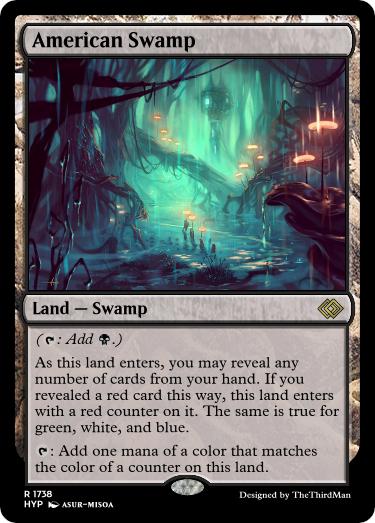 American Swamp
Land — Swamp
(: Add .)
As this land enters, you may reveal any
number of cards from your hand. If you
revealed a red card this way, this land enters
with a red counter on it. The same is true for
green, white, and blue.
: Add one mana of a color that matches
the color of a counter on this land.
R 1738
HYP ASUR-MISOA
Designed by TheThirdMan